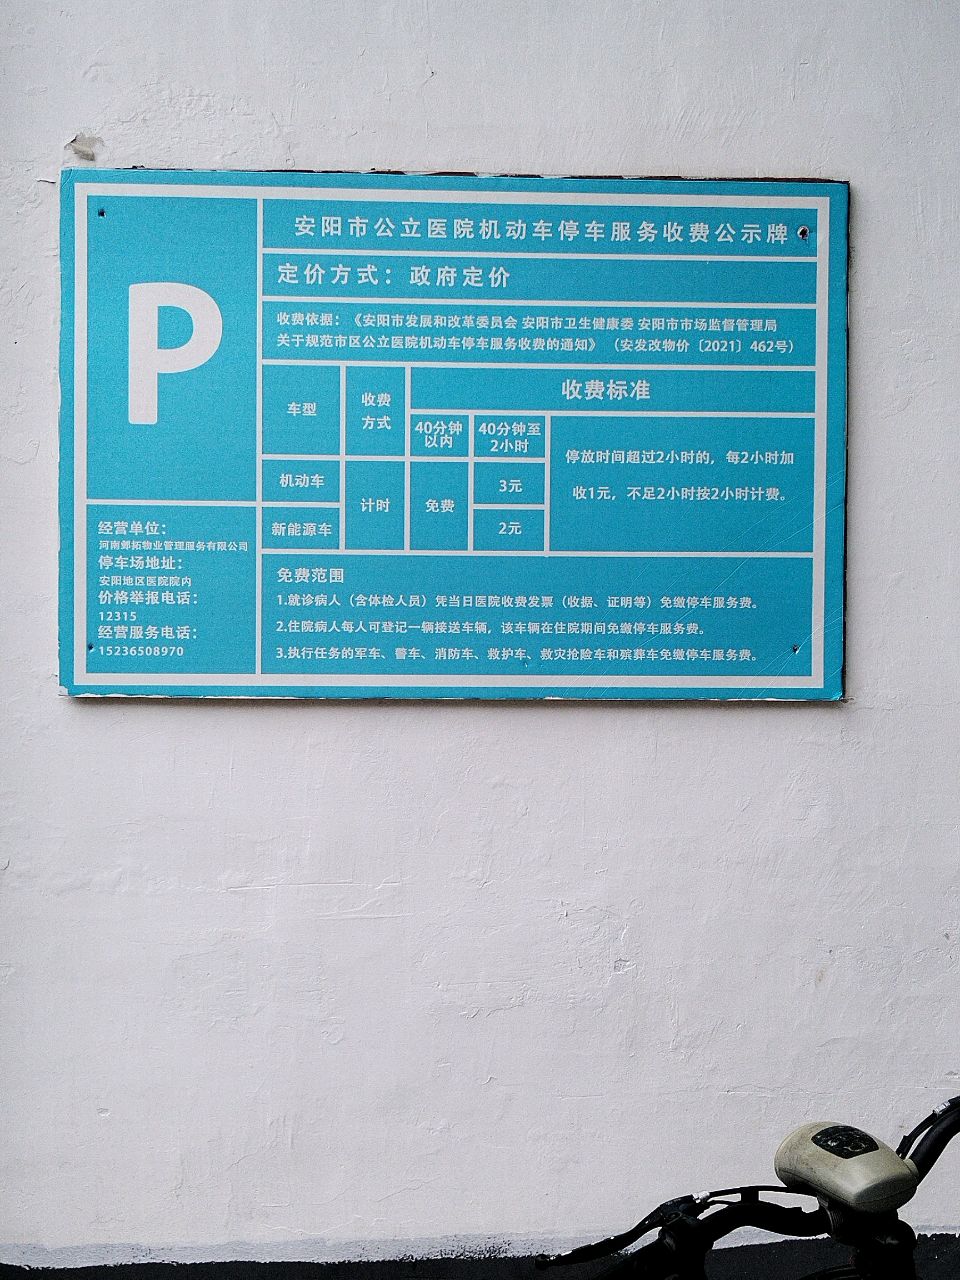 P
安阳市公立医院机动车停车服务收费公示牌
定价方式：政府定价
收费依据：《安阳市发展和改革委员会 安阳市卫生健康委 安阳市市场监督管理局
关于规范市区公立医院机动车停车服务收费的通知》（安发改物价〔2021〕462号）
车型
收费
方式
收费标准
40分钟
以内
40分钟至
2小时
停放时间超过2小时的，每2小时加
收1元，不足2小时按2小时计费。
机动车
计时
免费
3元
新能源车
2元
经营单位：
河南邺拓物业管理服务有限公司
停车场地址：
安阳地区医院院内
价格举报电话：
12315
经营服务电话：
15236508970
免费范围
1.就诊病人（含体检人员）凭当日医院收费发票（收据、证明等）免缴停车服务费。
2.住院病人每人可登记一辆接送车辆，该车辆在住院期间免缴停车服务费。
3.执行任务的军车、警车、消防车、救护车、救灾抢险车和殡葬车免缴停车服务费。